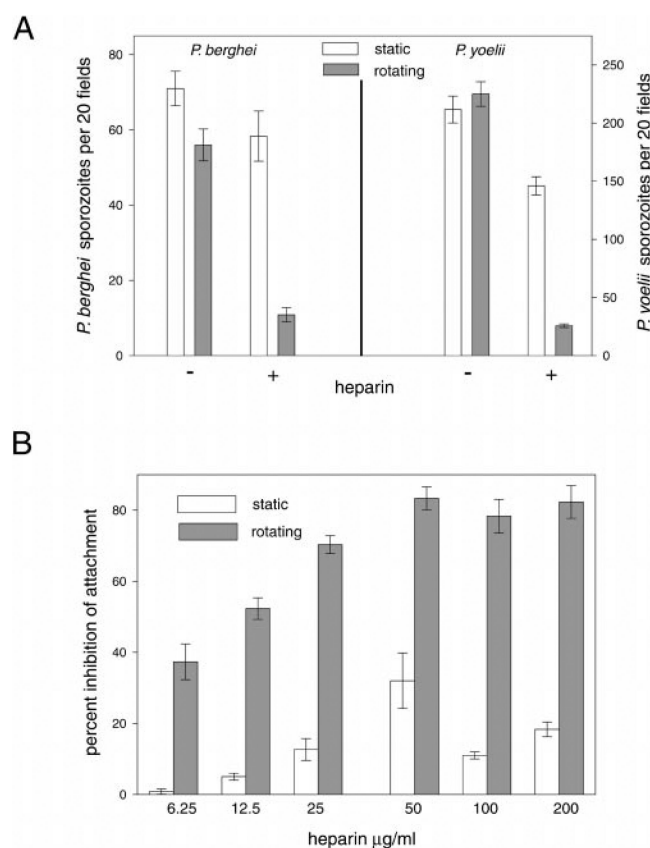 A
P. berghei
static
P. yoelii
rotating
80
60
40
20
0
P. berghei sporozoites per 20 fields
250
200
150
100
50
0
P. yoelii sporozoites per 20 fields
- + heparin - +
B
static
rotating
80
60
40
20
0
percent inhibition of attachment
6.25 12.5 25 50 100 200
heparin µg/ml